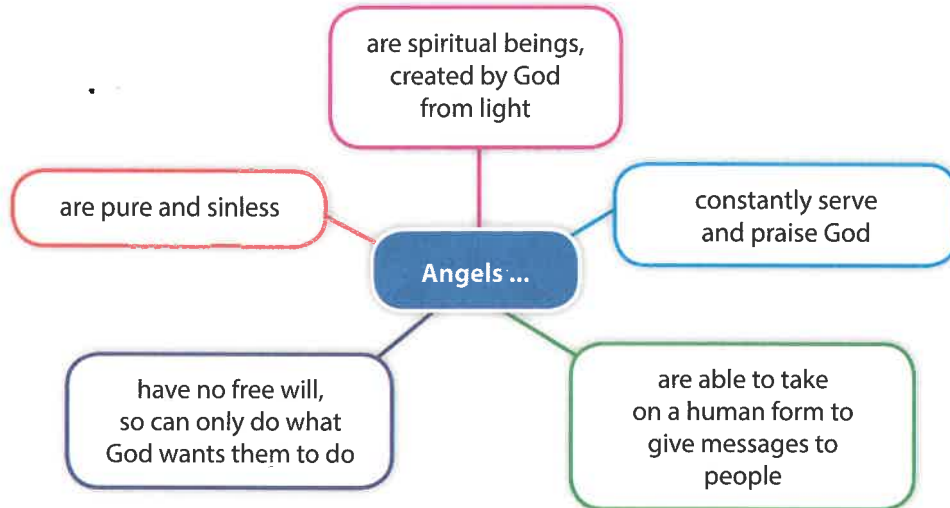 are spiritual beings,
created by God
from light
are pure and sinless
constantly serve
and praise God
Angels ...
have no free will,
so can only do what
God wants them to do
are able to take
on a human form to
give messages to
people